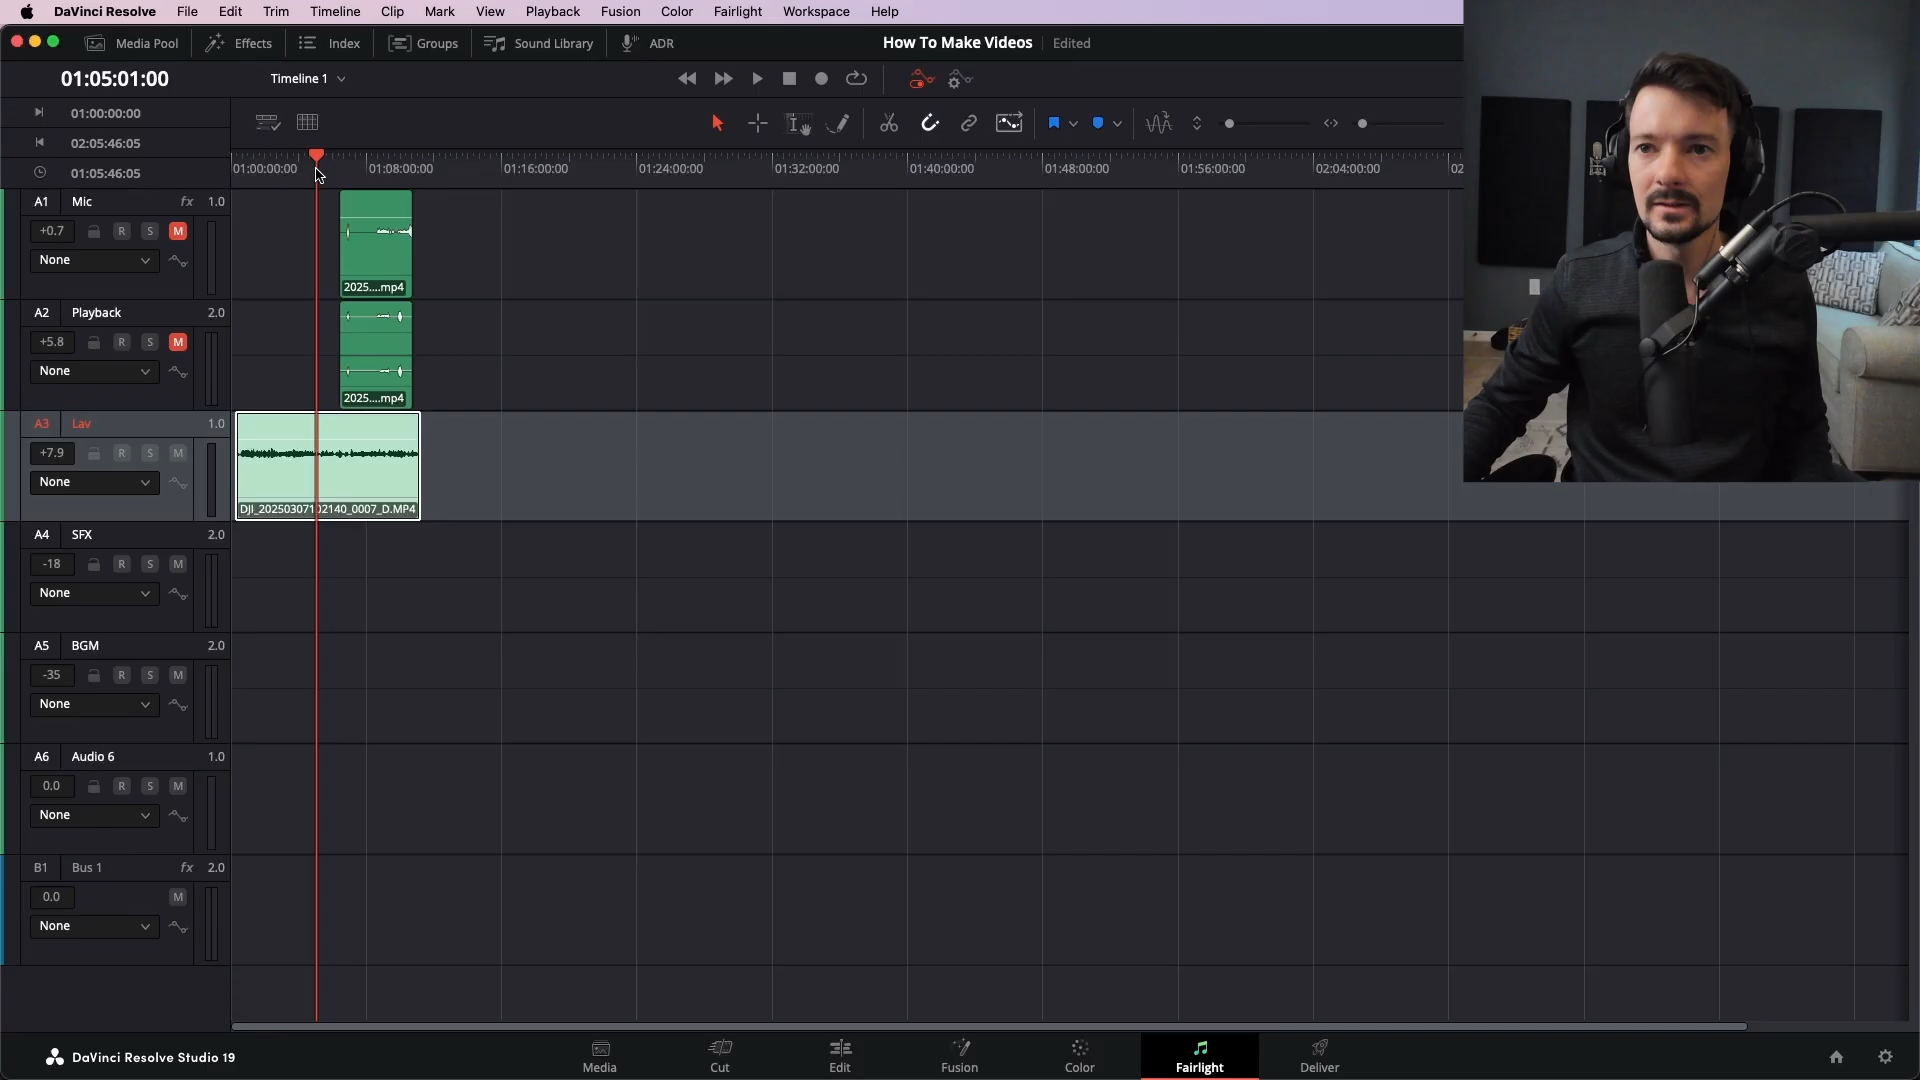 DaVinci Resolve File Edit Trim Timeline Clip Mark View Playback Fusion Color Fairlight Workspace Help
Media Pool Effects Index Groups Sound Library ADR How To Make Videos Edited
01:05:01:00 Timeline 1
01:00:00:00
02:05:46:05
01:05:46:05
01:00:00:00 01:08:00:00 01:16:00:00 01:24:00:00 01:32:00:00 01:40:00:00 01:48:00:00 01:56:00:00 02:04:00:00 02
A1 Mic fx 1.0
+0.7 R S M
None
2025....mp4
A2 Playback 2.0
+5.8 R S M
None
2025....mp4
A3 Lav 1.0
+7.9 R S M
None
DJI_20250307102140_0007_D.MP4
A4 SFX 2.0
-18 R S M
None
A5 BGM 2.0
-35 R S M
None
A6 Audio 6 1.0
0.0 R S M
None
B1 Bus 1 fx 2.0
0.0 M
None
DaVinci Resolve Studio 19
Media Cut Edit Fusion Color Fairlight Deliver